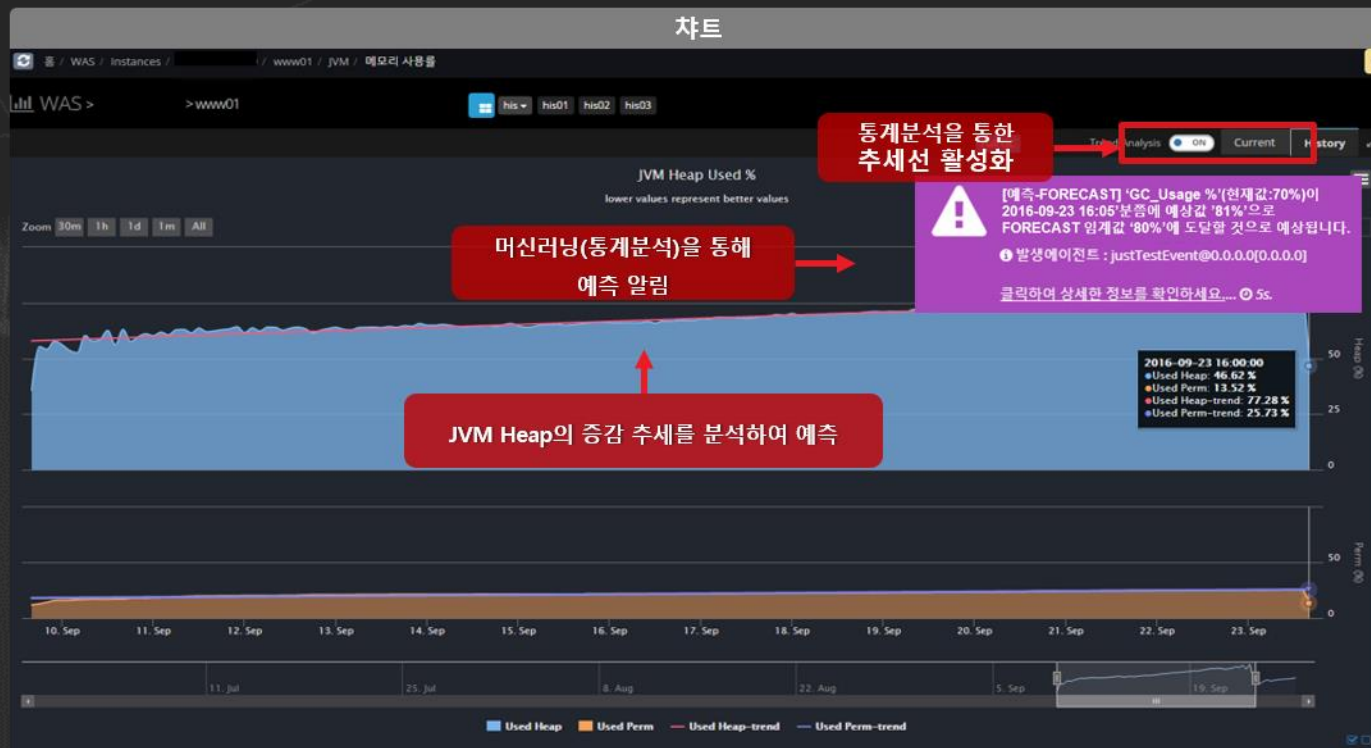 챠트
홈 / WAS / Instances / / www01 / JVM / 메모리 사용률
WAS > > www01
his his01 his02 his03
통계분석을 통한
추세선 활성화
Analysis ON Current History
JVM Heap Used %
lower values represent better values
Zoom 30m 1h 1d 1m All
[예측-FORECAST] ‘GC_Usage %’(현재값:70%)이
2016-09-23 16:05’분쯤에 예상값 ‘81%’으로
FORECAST 임계값 ‘80%’에 도달할 것으로 예상됩니다.
발생에이전트 : justTestEvent@0.0.0.0[0.0.0.0]
클릭하여 상세한 정보를 확인하세요.... 5s.
머신러닝(통계분석)을 통해
예측 알림
2016-09-23 16:00:00
Used Heap: 46.62 %
Used Perm: 13.52 %
Used Heap-trend: 77.28 %
Used Perm-trend: 25.73 %
50
25
0
Heap (%)
JVM Heap의 증감 추세를 분석하여 예측
50
0
Perm (%)
10. Sep 11. Sep 12. Sep 13. Sep 14. Sep 15. Sep 16. Sep 17. Sep 18. Sep 19. Sep 20. Sep 21. Sep 22. Sep 23. Sep
11. Jul 25. Jul 8. Aug 22. Aug 5. Sep 19. Sep
Used Heap Used Perm Used Heap-trend Used Perm-trend